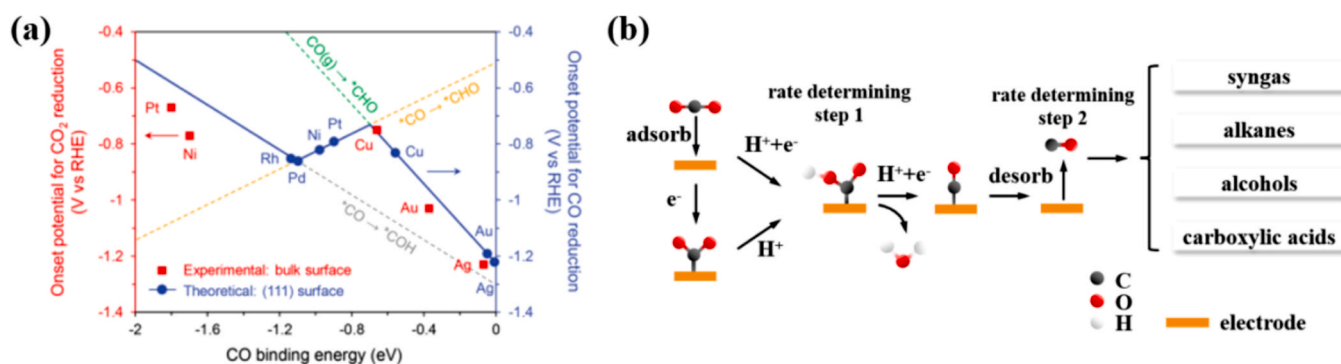 (a)
-0.4
-0.6
-0.8
-1
-1.2
-1.4
Onset potential for CO₂ reduction
(V vs RHE)
-2
-1.6
-1.2
-0.8
-0.4
0
CO binding energy (eV)
-0.4
-0.6
-0.8
-1
-1.2
-1.4
Onset potential for CO reduction
(V vs RHE)
CO(g) → *CHO
*CO → *CHO
*CO → *COH
Pt
Ni
Rh
Pd
Ni
Pt
Cu
Cu
Au
Au
Ag
Ag
Experimental: bulk surface
Theoretical: (111) surface
(b)
adsorb
e⁻
H⁺+e⁻
H⁺
rate determining
step 1
H⁺+e⁻
desorb
rate determining
step 2
syngas
alkanes
alcohols
carboxylic acids
C
O
H
electrode